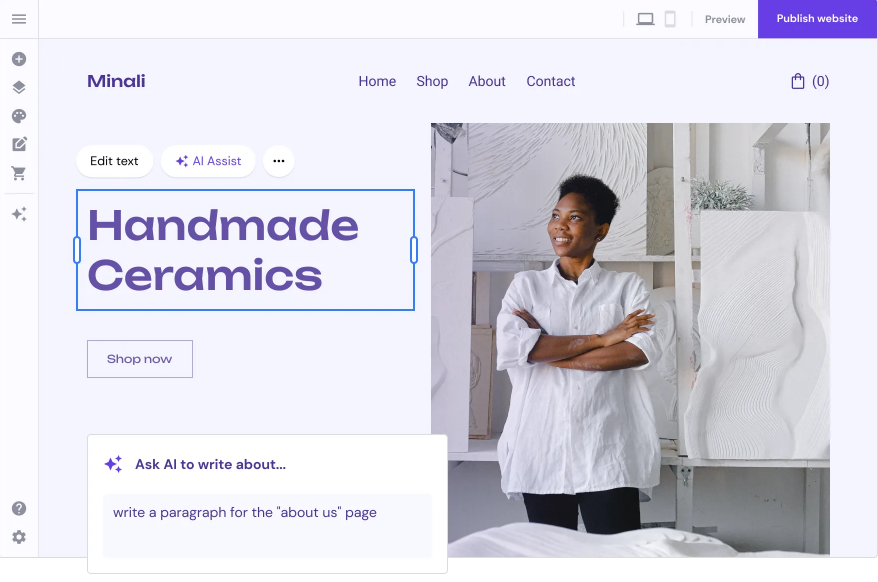 Preview
Publish website
Minali
Home Shop About Contact
(0)
Edit text
AI Assist
Handmade
Ceramics
Shop now
Ask AI to write about...
write a paragraph for the "about us" page